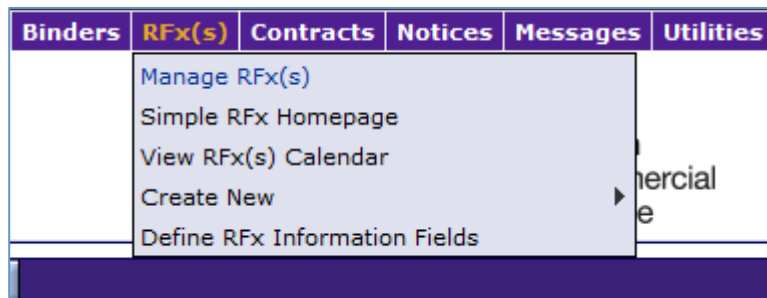 Binders RFx(s) Contracts Notices Messages Utilities
Manage RFx(s)
Simple RFx Homepage
View RFx(s) Calendar
Create New
Define RFx Information Fields